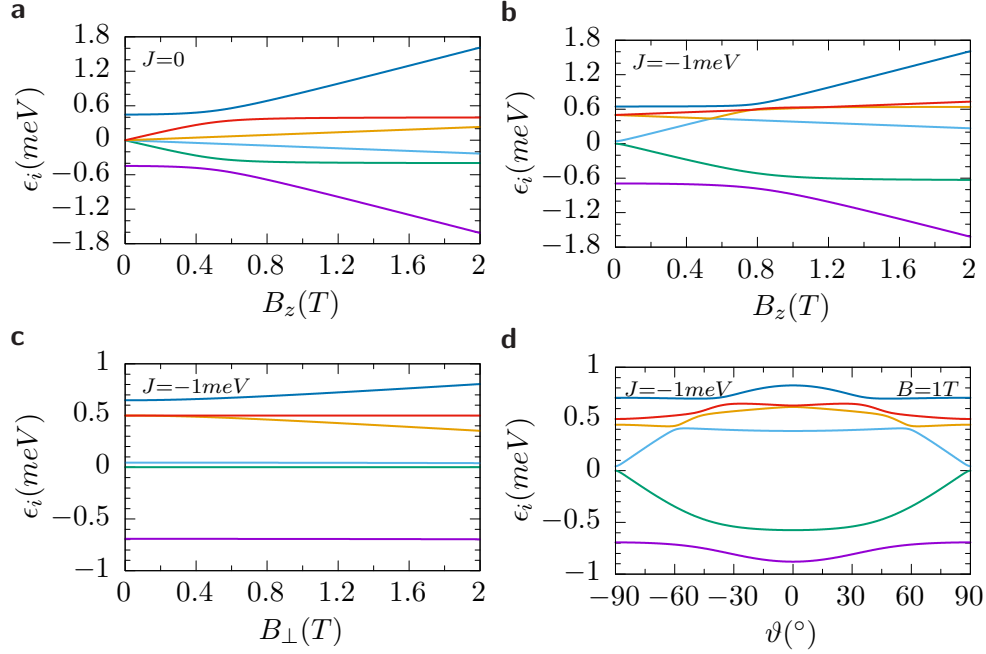 a
J=0
ϵᵢ(meV)
1.8
1.2
0.6
0
−0.6
−1.2
−1.8
0 0.4 0.8 1.2 1.6 2
B_z(T)
b
J=−1meV
ϵᵢ(meV)
1.8
1.2
0.6
0
−0.6
−1.2
−1.8
0 0.4 0.8 1.2 1.6 2
B_z(T)
c
J=−1meV
ϵᵢ(meV)
1
0.5
0
−0.5
−1
0 0.4 0.8 1.2 1.6 2
B_⊥(T)
d
J=−1meV B=1T
ϵᵢ(meV)
1
0.5
0
−0.5
−1
−90 −60 −30 0 30 60 90
ϑ(°)